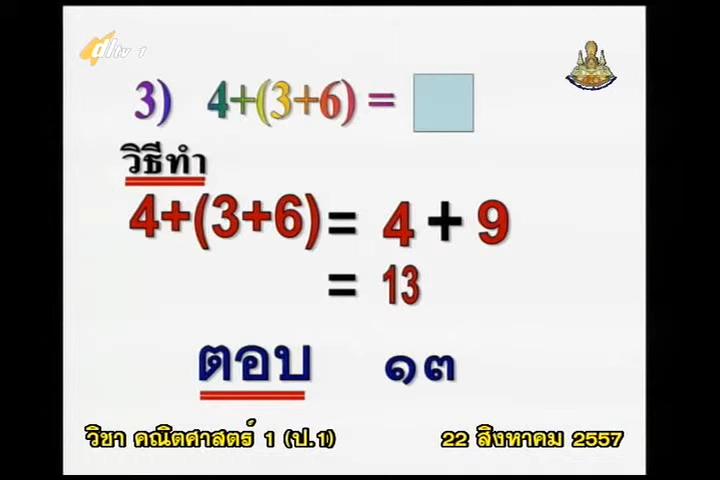 dltv 1
3) 4+(3+6) =
วิธีทำ
4+(3+6) = 4 + 9
= 13
ตอบ ๑๓
วิชา คณิตศาสตร์ 1 (ป.1) 22 สิงหาคม 2557